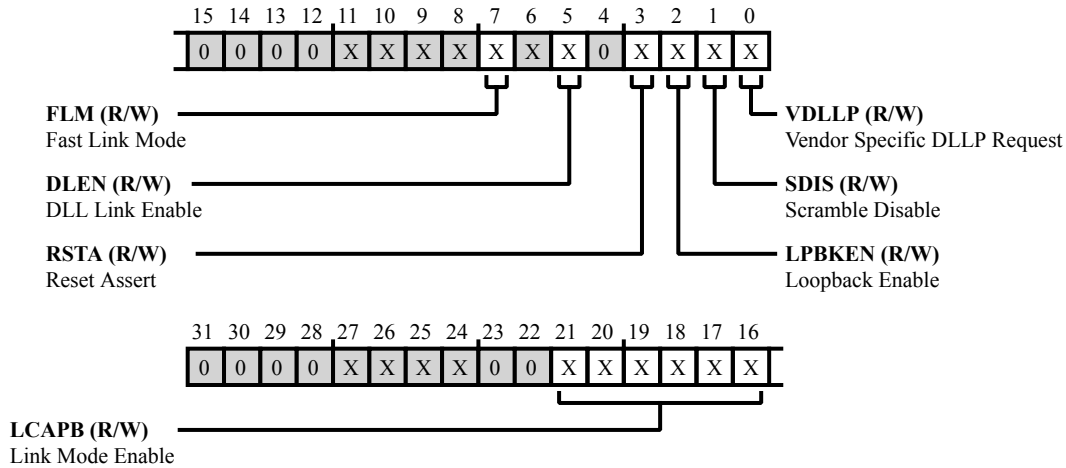 15 14 13 12 11 10 9 8 7 6 5 4 3 2 1 0
0 0 0 0 X X X X X X X 0 X X X X
FLM (R/W)
Fast Link Mode
VDLLP (R/W)
Vendor Specific DLLP Request
DLEN (R/W)
DLL Link Enable
SDIS (R/W)
Scramble Disable
RSTA (R/W)
Reset Assert
LPBKEN (R/W)
Loopback Enable
31 30 29 28 27 26 25 24 23 22 21 20 19 18 17 16
0 0 0 0 X X X X 0 0 X X X X X X
LCAPB (R/W)
Link Mode Enable